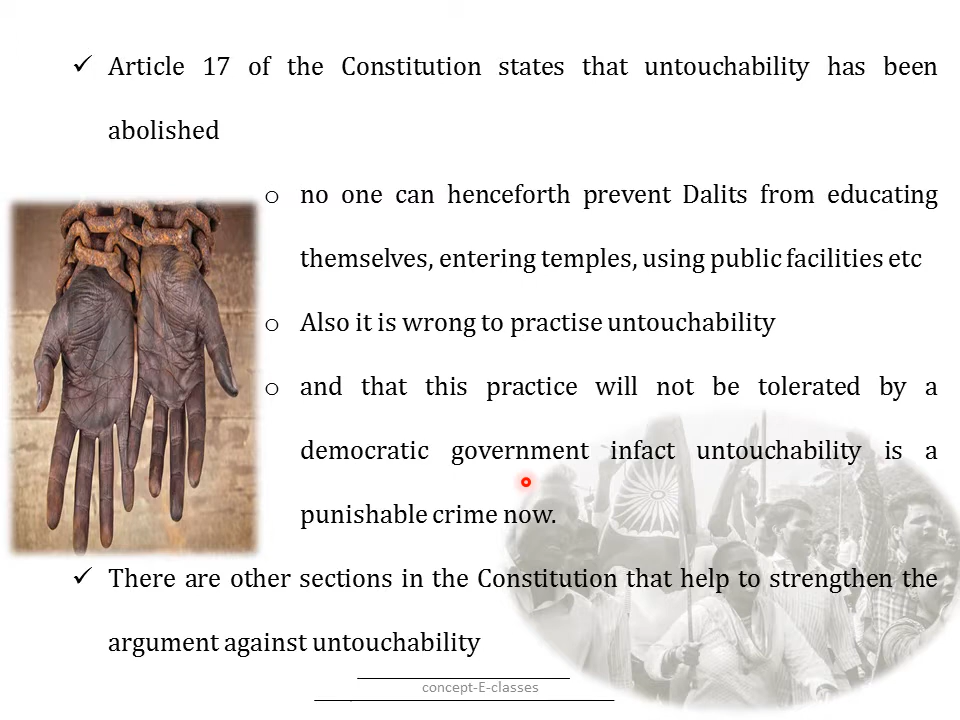 ✓ Article 17 of the Constitution states that untouchability has been
abolished
o no one can henceforth prevent Dalits from educating
themselves, entering temples, using public facilities etc
o Also it is wrong to practise untouchability
o and that this practice will not be tolerated by a
democratic government infact untouchability is a
punishable crime now.
✓ There are other sections in the Constitution that help to strengthen the
argument against untouchability
concept-E-classes